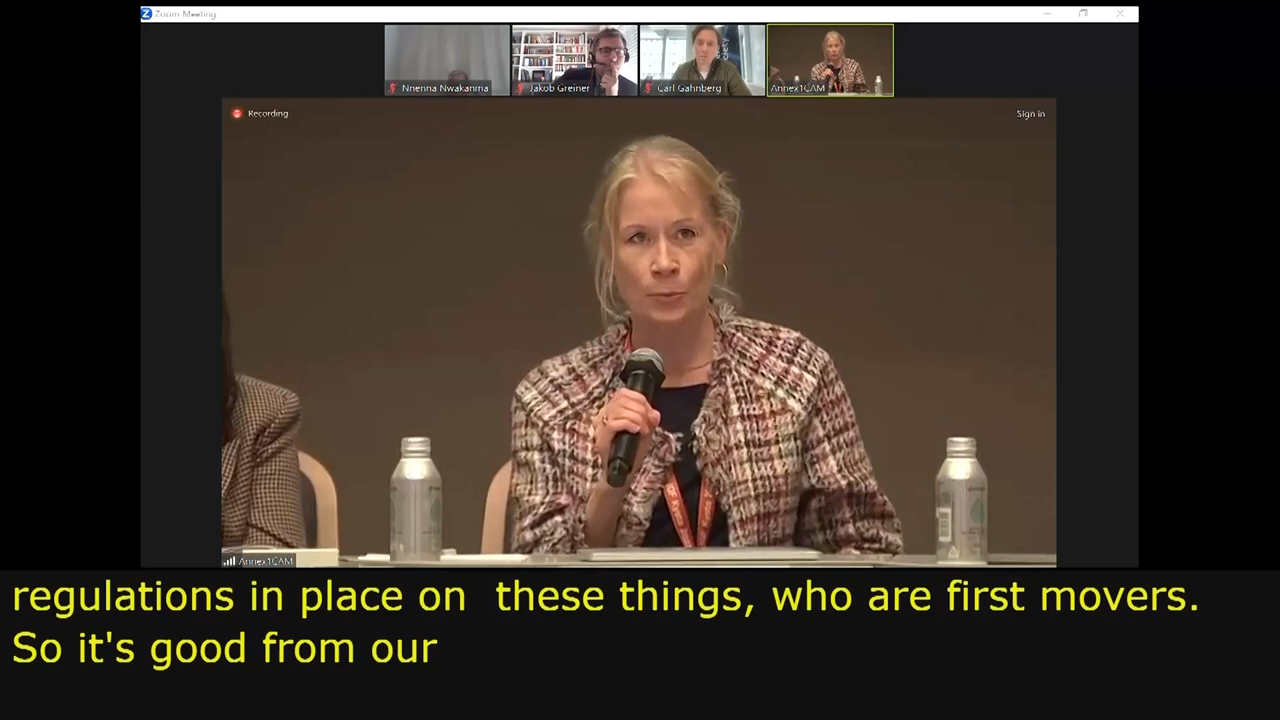 Zoom Meeting
Nnenna Nwakanma
Jakob Greiner
Carl Gahnberg
Annex1CAM
Recording
Sign in
Annex1CAM
regulations in place on  these things, who are first movers.
So it's good from our